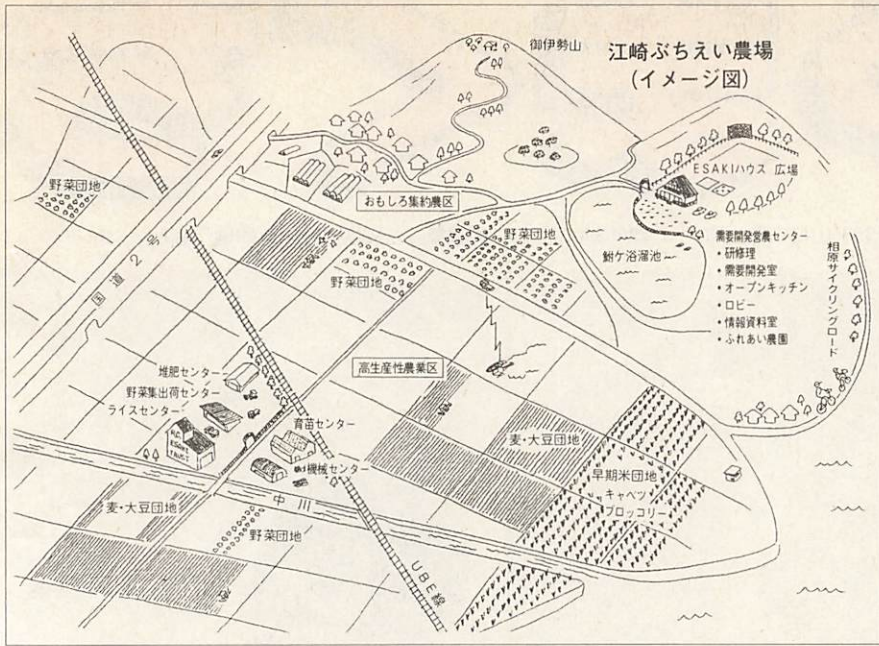 江崎ぶちえい農場
(イメージ図)
御伊勢山
ESAKIハウス 広場
野菜団地
おもしろ集約農区
野菜団地
鮒ケ浴溜池
需要開発営農センター
・研修理
・需要開発室
・オープンキッチン
・ロビー
・情報資料室
・ふれあい農園
相原サイクリングロード
国道2号
野菜団地
高生産性農業区
堆肥センター
野菜集出荷センター
ライスセンター
育苗センター
機械センター
麦・大豆団地
早期米団地
キャベツ
ブロッコリー
麦・大豆団地
中川
野菜団地
UBE線